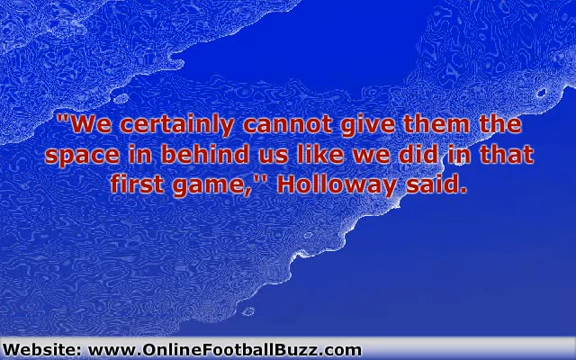 ''We certainly cannot give them the
space in behind us like we did in that
first game,'' Holloway said.
Website: www.OnlineFootballBuzz.com